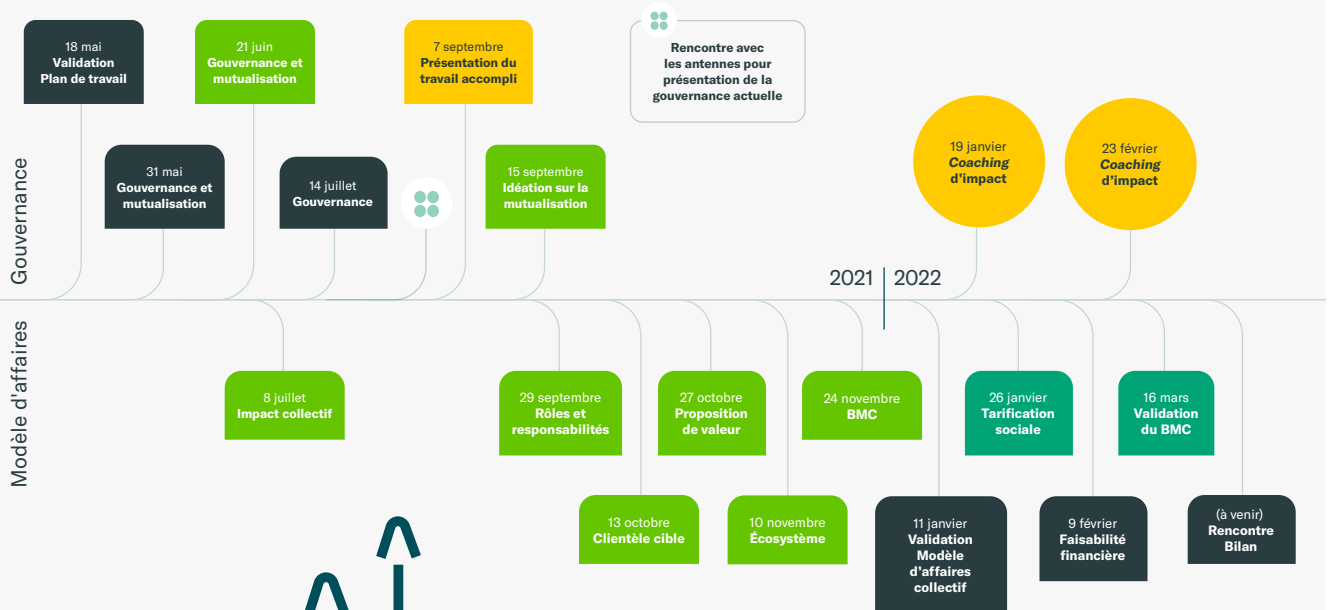 18 mai
Validation
Plan de travail
21 juin
Gouvernance et
mutualisation
7 septembre
Présentation du
travail accompli
Rencontre avec
les antennes pour
présentation de la
gouvernance actuelle
31 mai
Gouvernance et
mutualisation
14 juillet
Gouvernance
15 septembre
Idéation sur la
mutualisation
19 janvier
Coaching
d'impact
23 février
Coaching
d'impact
Gouvernance
2021
2022
Modèle d'affaires
8 juillet
Impact collectif
29 septembre
Rôles et
responsabilités
27 octobre
Proposition
de valeur
24 novembre
BMC
26 janvier
Tarification
sociale
16 mars
Validation
du BMC
13 octobre
Clientèle cible
10 novembre
Écosystème
11 janvier
Validation
Modèle
d'affaires
collectif
9 février
Faisabilité
financière
(à venir)
Rencontre
Bilan